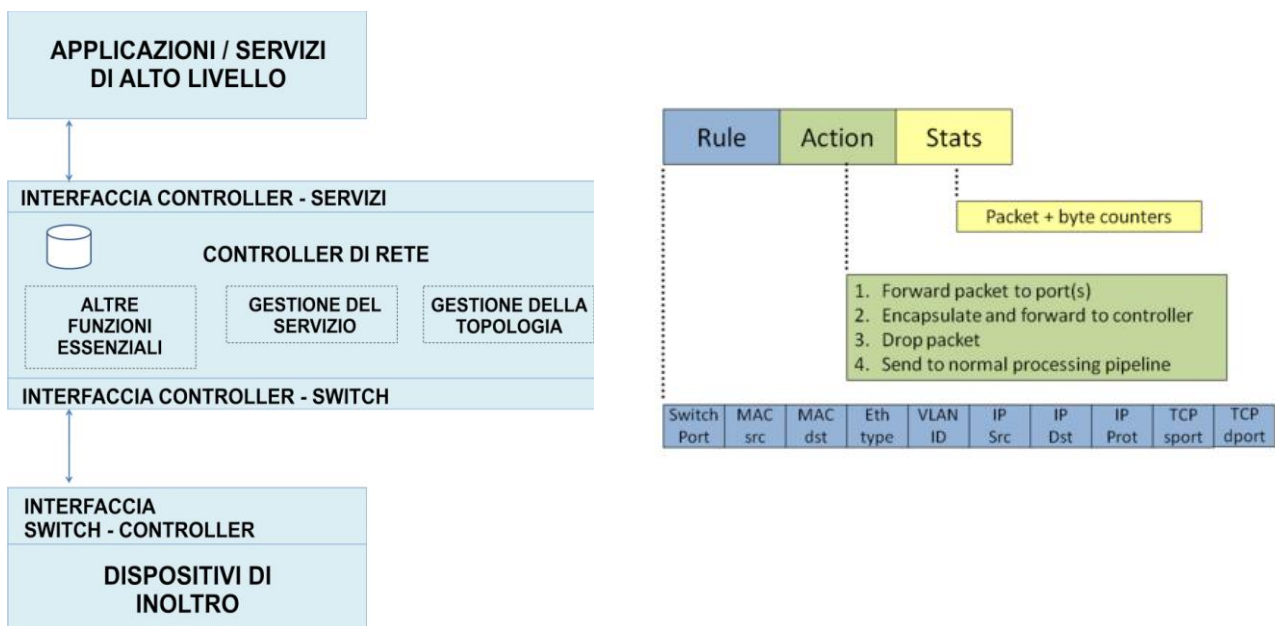 APPLICAZIONI / SERVIZI
DI ALTO LIVELLO
INTERFACCIA CONTROLLER - SERVIZI
CONTROLLER DI RETE
ALTRE
FUNZIONI
ESSENZIALI
GESTIONE DEL
SERVIZIO
GESTIONE DELLA
TOPOLOGIA
INTERFACCIA CONTROLLER - SWITCH
INTERFACCIA
SWITCH - CONTROLLER
DISPOSITIVI DI
INOLTRO
Rule Action Stats
Packet + byte counters
1. Forward packet to port(s)
2. Encapsulate and forward to controller
3. Drop packet
4. Send to normal processing pipeline
Switch Port
MAC src
MAC dst
Eth type
VLAN ID
IP Src
IP Dst
IP Prot
TCP sport
TCP dport